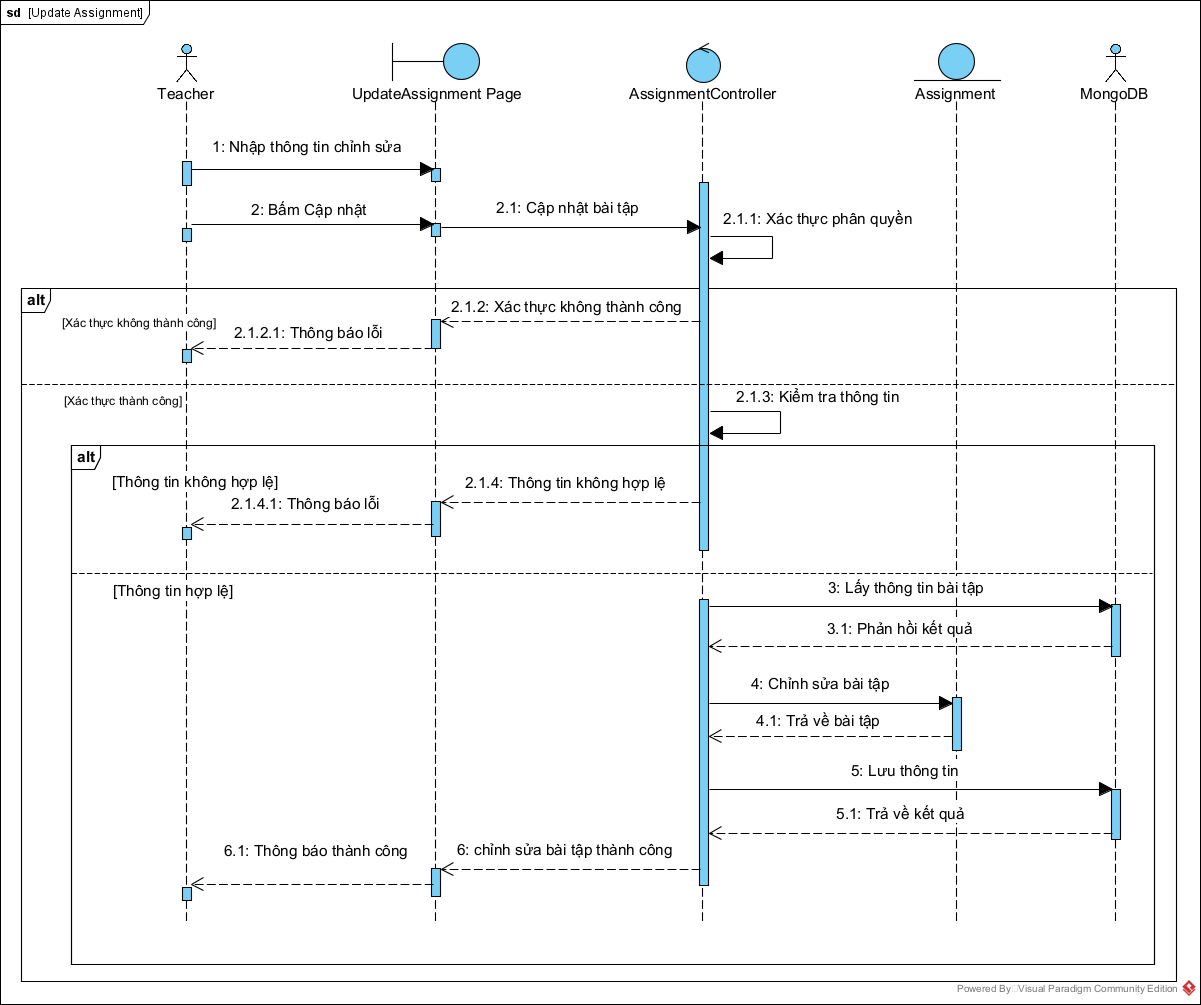 sd [Update Assignment]
Teacher
UpdateAssignment Page
AssignmentController
Assignment
MongoDB
1: Nhập thông tin chỉnh sửa
2: Bấm Cập nhật
2.1: Cập nhật bài tập
2.1.1: Xác thực phân quyền
alt
2.1.2: Xác thực không thành công
[Xác thực không thành công]
2.1.2.1: Thông báo lỗi
[Xác thực thành công]
2.1.3: Kiểm tra thông tin
alt
[Thông tin không hợp lệ]
2.1.4: Thông tin không hợp lệ
2.1.4.1: Thông báo lỗi
[Thông tin hợp lệ]
3: Lấy thông tin bài tập
3.1: Phản hồi kết quả
4: Chỉnh sửa bài tập
4.1: Trả về bài tập
5: Lưu thông tin
5.1: Trả về kết quả
6: chỉnh sửa bài tập thành công
6.1: Thông báo thành công
Powered By Visual Paradigm Community Edition